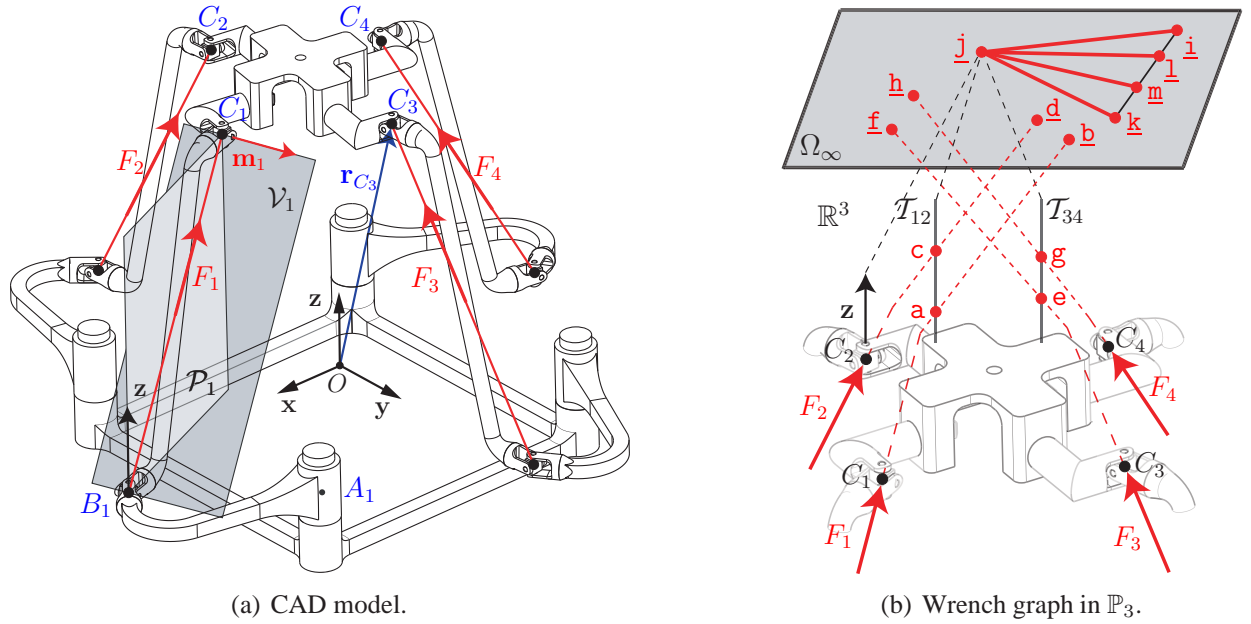 C₂
C₄
C₁
C₃
F₂
m₁
r_C₃
F₄
𝒱₁
F₁
F₃
z
𝒫₁
z
O
x
y
B₁
A₁
j
i
l
h
m
d
k
f
b
Ω∞
ℝ³
𝒯₁₂
𝒯₃₄
c
g
z
e
a
C₂
C₄
F₂
F₄
C₁
C₃
F₁
F₃
(a) CAD model.
(b) Wrench graph in ℙ₃.